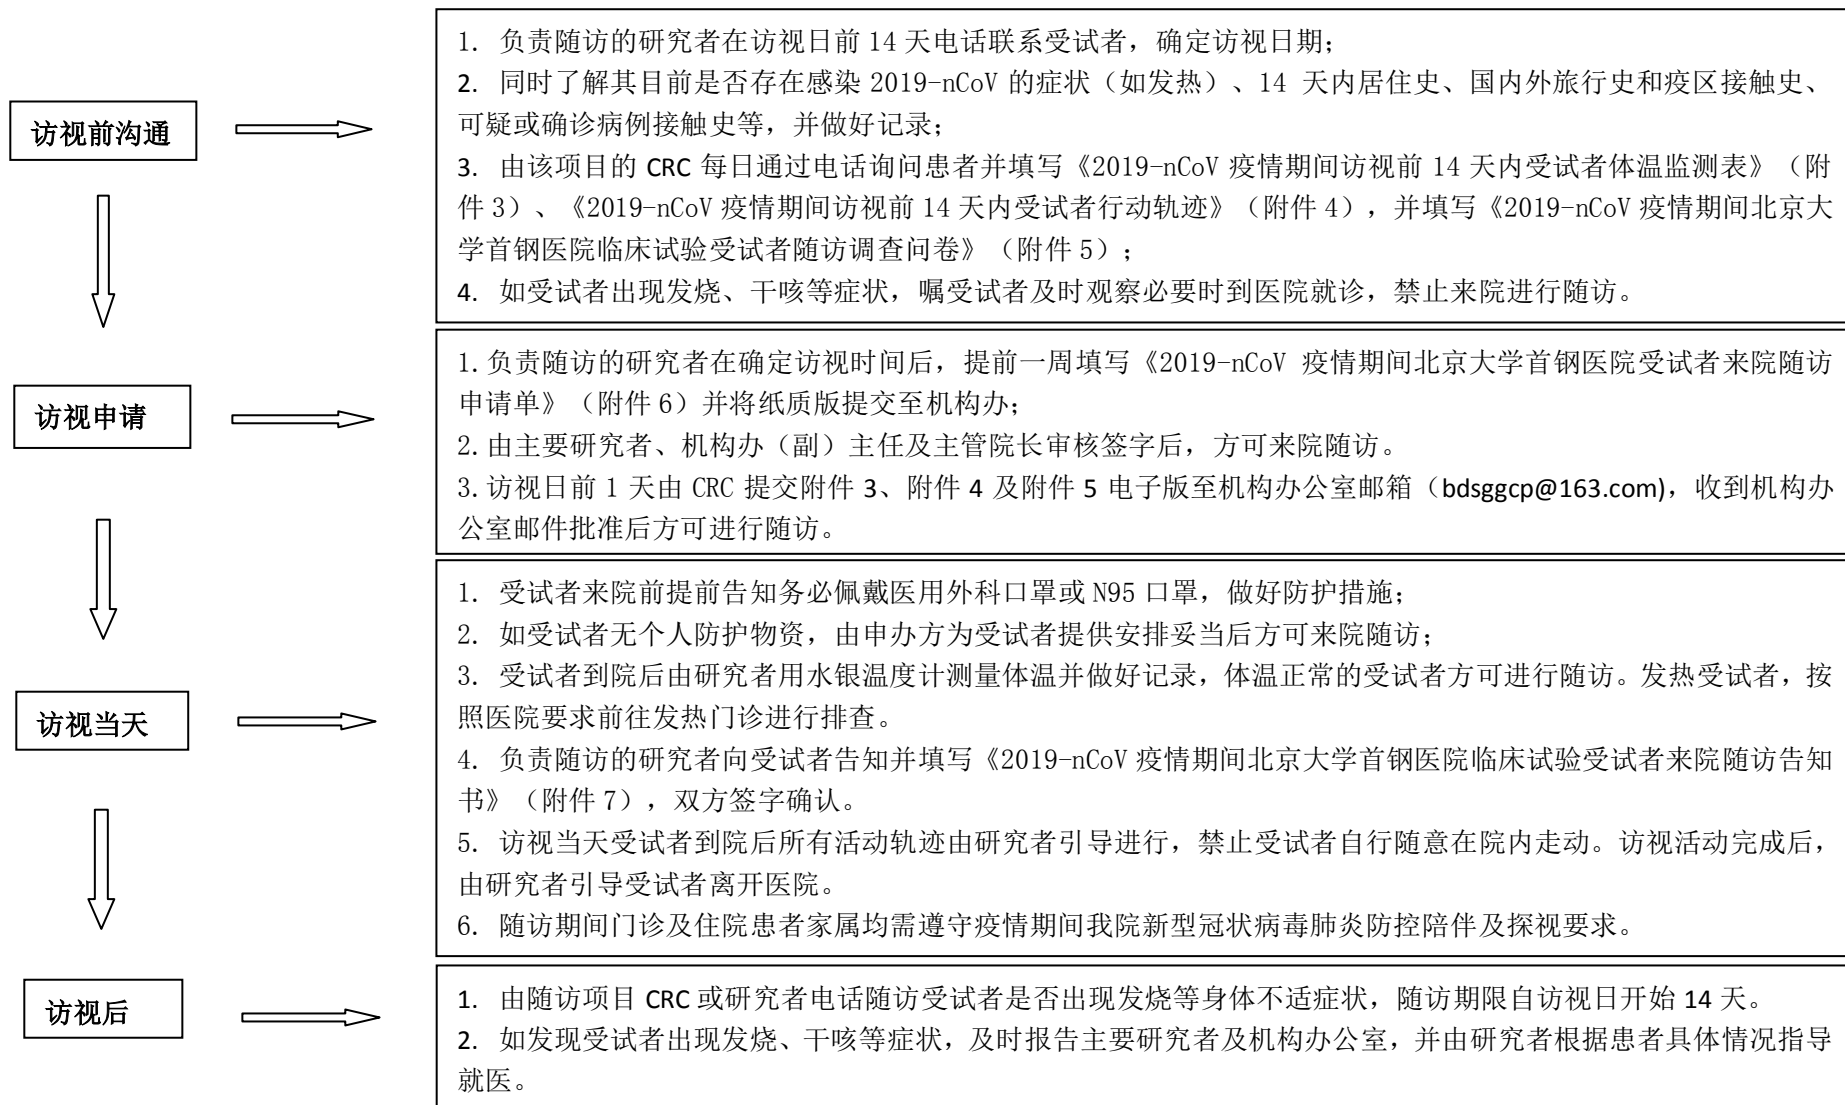 访视前沟通
1. 负责随访的研究者在访视日前 14 天电话联系受试者，确定访视日期；
2. 同时了解其目前是否存在感染 2019-nCoV 的症状（如发热）、14 天内居住史、国内外旅行史和疫区接触史、
可疑或确诊病例接触史等，并做好记录；
3. 由该项目的 CRC 每日通过电话询问患者并填写《2019-nCoV 疫情期间访视前 14 天内受试者体温监测表》（附
件 3）、《2019-nCoV 疫情期间访视前 14 天内受试者行动轨迹》（附件 4），并填写《2019-nCoV 疫情期间北京大
学首钢医院临床试验受试者随访调查问卷》（附件 5）；
4. 如受试者出现发烧、干咳等症状，嘱受试者及时观察必要时到医院就诊，禁止来院进行随访。
访视申请
1.负责随访的研究者在确定访视时间后，提前一周填写《2019-nCoV 疫情期间北京大学首钢医院受试者来院随访
申请单》（附件 6）并将纸质版提交至机构办；
2.由主要研究者、机构办（副）主任及主管院长审核签字后，方可来院随访。
3.访视日前 1 天由 CRC 提交附件 3、附件 4 及附件 5 电子版至机构办公室邮箱（bdsggcp@163.com)，收到机构办
公室邮件批准后方可进行随访。
访视当天
1. 受试者来院前提前告知务必佩戴医用外科口罩或 N95 口罩，做好防护措施；
2. 如受试者无个人防护物资，由申办方为受试者提供安排妥当后方可来院随访；
3. 受试者到院后由研究者用水银温度计测量体温并做好记录，体温正常的受试者方可进行随访。发热受试者，按
照医院要求前往发热门诊进行排查。
4. 负责随访的研究者向受试者告知并填写《2019-nCoV 疫情期间北京大学首钢医院临床试验受试者来院随访告知
书》（附件 7），双方签字确认。
5. 访视当天受试者到院后所有活动轨迹由研究者引导进行，禁止受试者自行随意在院内走动。访视活动完成后，
由研究者引导受试者离开医院。
6. 随访期间门诊及住院患者家属均需遵守疫情期间我院新型冠状病毒肺炎防控陪伴及探视要求。
访视后
1. 由随访项目 CRC 或研究者电话随访受试者是否出现发烧等身体不适症状，随访期限自访视日开始 14 天。
2. 如发现受试者出现发烧、干咳等症状，及时报告主要研究者及机构办公室，并由研究者根据患者具体情况指导
就医。